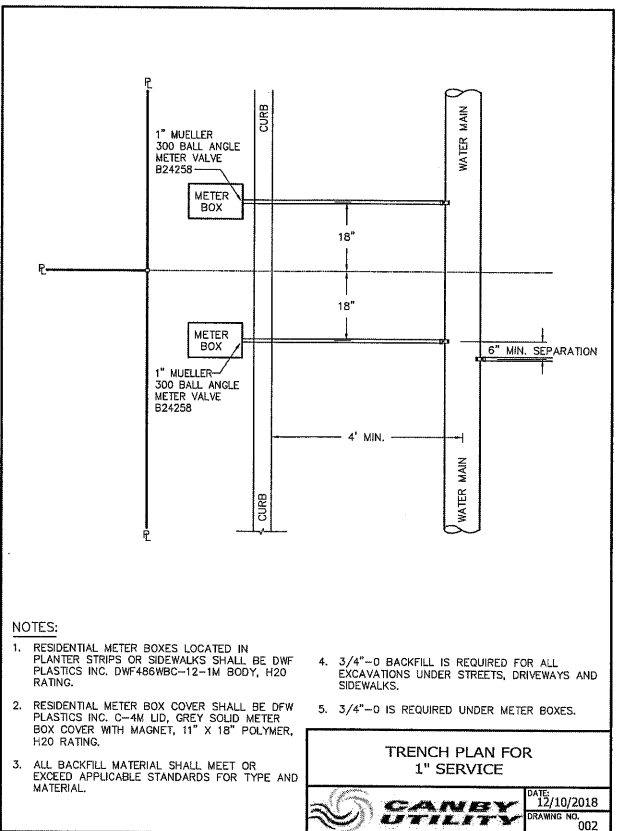 ℄
CURB
WATER MAIN
1" MUELLER
300 BALL ANGLE
METER VALVE
B24258
METER
BOX
18"
℄
18"
METER
BOX
6" MIN. SEPARATION
1" MUELLER
300 BALL ANGLE
METER VALVE
B24258
4' MIN.
CURB
WATER MAIN
℄
NOTES:
1. RESIDENTIAL METER BOXES LOCATED IN
PLANTER STRIPS OR SIDEWALKS SHALL BE DWF
PLASTICS INC. DWF486WBC-12-1M BODY, H20
RATING.
2. RESIDENTIAL METER BOX COVER SHALL BE DFW
PLASTICS INC. C-4M LID, GREY SOLID METER
BOX COVER WITH MAGNET, 11" X 18" POLYMER,
H20 RATING.
3. ALL BACKFILL MATERIAL SHALL MEET OR
EXCEED APPLICABLE STANDARDS FOR TYPE AND
MATERIAL.
4. 3/4"-0 BACKFILL IS REQUIRED FOR ALL
EXCAVATIONS UNDER STREETS, DRIVEWAYS AND
SIDEWALKS.
5. 3/4"-0 IS REQUIRED UNDER METER BOXES.
TRENCH PLAN FOR
1" SERVICE
CANBY
UTILITY
DATE:
12/10/2018
DRAWING NO.
002